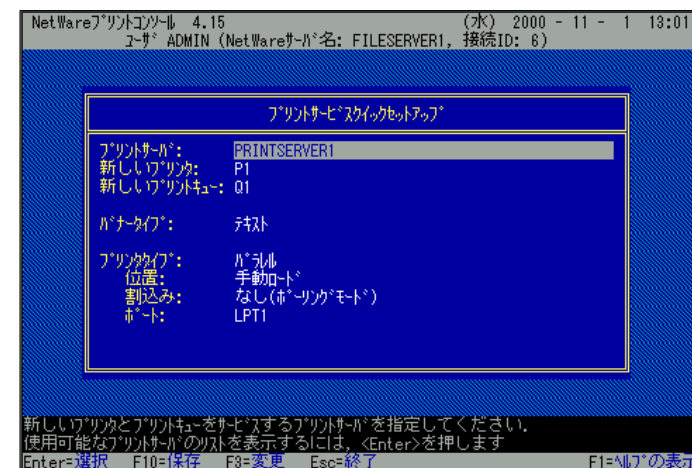 NetWareﾌﾟﾘﾝﾄｺﾝｿｰﾙ 4.15 (水) 2000 - 11 - 1 13:01
ﾕｰｻﾞ ADMIN (NetWareｻｰﾊﾞ名: FILESERVER1, 接続ID: 6)
ﾌﾟﾘﾝﾄｻｰﾋﾞｽｸｲｯｸｾｯﾄｱｯﾌﾟ
ﾌﾟﾘﾝﾄｻｰﾊﾞ: PRINTSERVER1
新しいﾌﾟﾘﾝﾀ: P1
新しいﾌﾟﾘﾝﾄｷｭｰ: Q1
ﾊﾞﾅｰﾀｲﾌﾟ: ﾃｷｽﾄ
ﾌﾟﾘﾝﾀﾀｲﾌﾟ: ﾊﾟﾗﾚﾙ
位置: 手動ﾛｰﾄﾞ
割込み: なし(ﾎﾟｰﾘﾝｸﾞﾓｰﾄﾞ)
ﾎﾟｰﾄ: LPT1
新しいﾌﾟﾘﾝﾀとﾌﾟﾘﾝﾄｷｭｰをｻｰﾋﾞｽするﾌﾟﾘﾝﾄｻｰﾊﾞを指定してください.
使用可能なﾌﾟﾘﾝﾄｻｰﾊﾞのﾘｽﾄを表示するには, <Enter>を押します
Enter=選択 F10=保存 F3=変更 Esc=終了 F1=ﾍﾙﾌﾟの表示